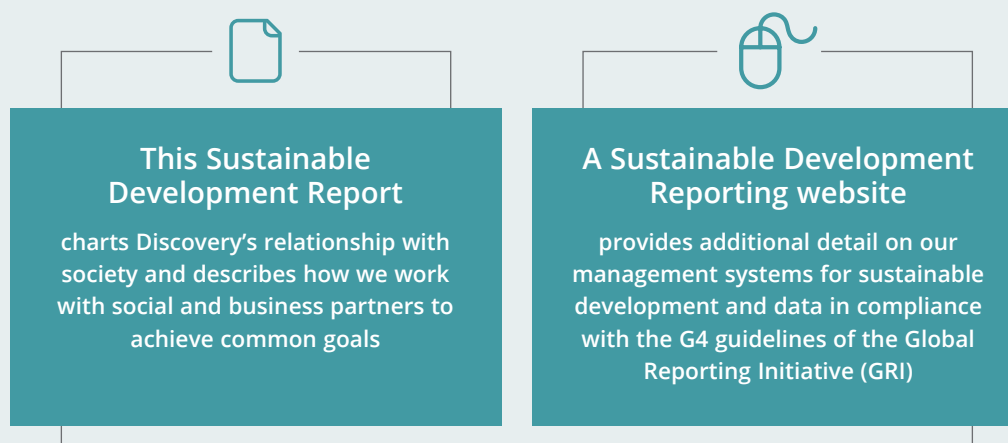 This Sustainable
Development Report
charts Discovery's relationship with
society and describes how we work
with social and business partners to
achieve common goals
A Sustainable Development
Reporting website
provides additional detail on our
management systems for sustainable
development and data in compliance
with the G4 guidelines of the Global
Reporting Initiative (GRI)